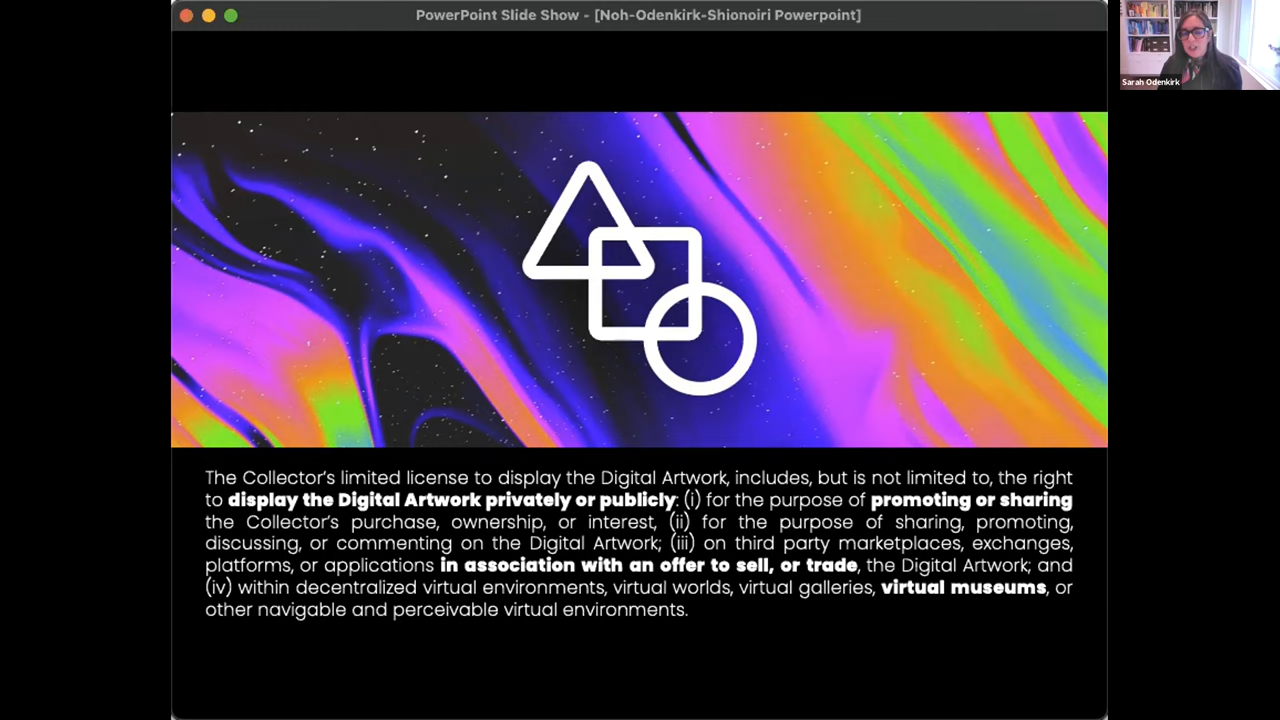 PowerPoint Slide Show - [Noh-Odenkirk-Shionoiri Powerpoint]
Sarah Odenkirk
The Collector's limited license to display the Digital Artwork, includes, but is not limited to, the right
to display the Digital Artwork privately or publicly: (i) for the purpose of promoting or sharing
the Collector's purchase, ownership, or interest, (ii) for the purpose of sharing, promoting,
discussing, or commenting on the Digital Artwork; (iii) on third party marketplaces, exchanges,
platforms, or applications in association with an offer to sell, or trade, the Digital Artwork; and
(iv) within decentralized virtual environments, virtual worlds, virtual galleries, virtual museums, or
other navigable and perceivable virtual environments.